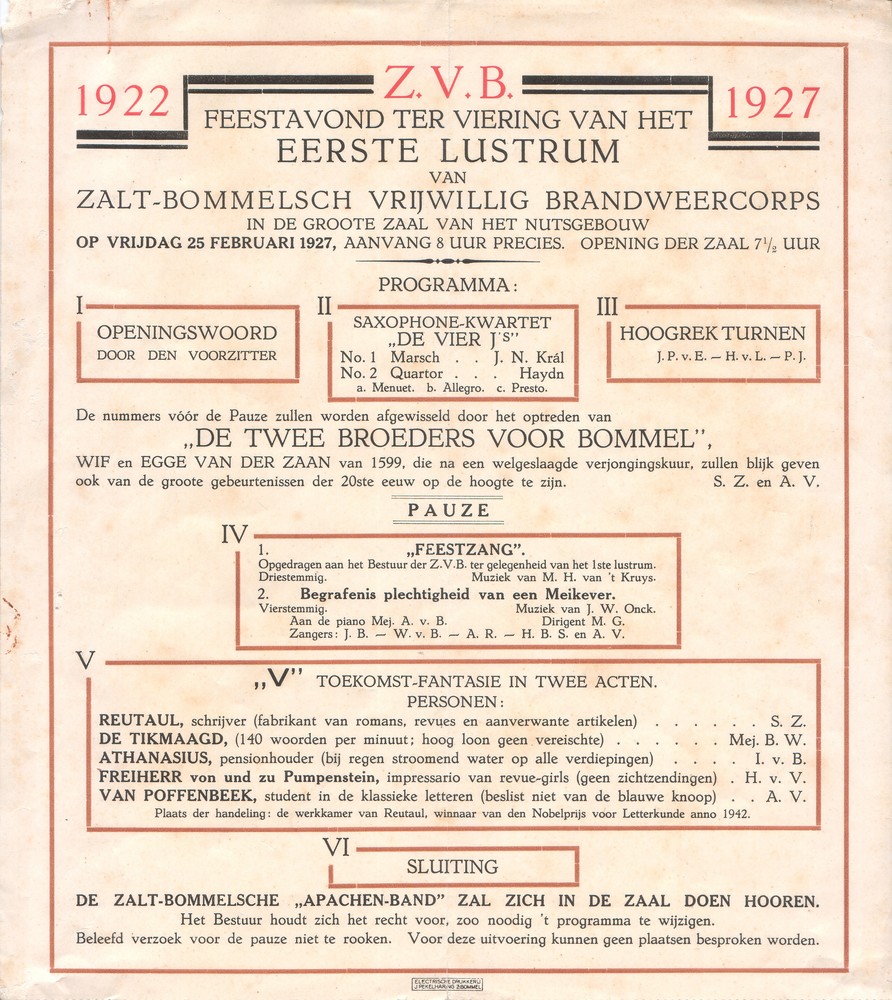 1922 Z.V.B. 1927
FEESTAVOND TER VIERING VAN HET
EERSTE LUSTRUM
VAN
ZALT-BOMMELSCH VRIJWILLIG BRANDWEERCORPS
IN DE GROOTE ZAAL VAN HET NUTSGEBOUW
OP VRIJDAG 25 FEBRUARI 1927, AANVANG 8 UUR PRECIES. OPENING DER ZAAL 7½ UUR
PROGRAMMA:
I
OPENINGSWOORD
DOOR DEN VOORZITTER
II
SAXOPHONE-KWARTET
„DE VIER J'S”
No. 1 Marsch . . J. N. Král
No. 2 Quartor . . . Haydn
a. Menuet. b. Allegro. c. Presto.
III
HOOGREK TURNEN
J. P. v. E. — H. v. L. — P. J.
De nummers vóór de Pauze zullen worden afgewisseld door het optreden van
„DE TWEE BROEDERS VOOR BOMMEL”,
WIF en EGGE VAN DER ZAAN van 1599, die na een welgeslaagde verjongingskuur, zullen blijk geven
ook van de groote gebeurtenissen der 20ste eeuw op de hoogte te zijn. S. Z. en A. V.
PAUZE
IV
1. „FEESTZANG”.
Opgedragen aan het Bestuur der Z.V.B. ter gelegenheid van het 1ste lustrum.
Driestemmig. Muziek van M. H. van 't Kruys.
2. Begrafenis plechtigheid van een Meikever.
Vierstemmig. Muziek van J. W. Onck.
Aan de piano Mej. A. v. B. Dirigent M. G.
Zangers: J. B. — W. v. B. — A. R. — H. B. S. en A. V.
V
„V” TOEKOMST-FANTASIE IN TWEE ACTEN.
PERSONEN:
REUTAUL, schrijver (fabrikant van romans, revues en aanverwante artikelen) . . . . . . S. Z.
DE TIKMAAGD, (140 woorden per minuut; hoog loon geen vereischte) . . . . . . Mej. B. W.
ATHANASIUS, pensionhouder (bij regen stroomend water op alle verdiepingen) . . . . I. v. B.
FREIHERR von und zu Pumpenstein, impressario van revue-girls (geen zichtzendingen) . H. v. V.
VAN POFFENBEEK, student in de klassieke letteren (beslist niet van de blauwe knoop) . . A. V.
Plaats der handeling: de werkkamer van Reutaul, winnaar van den Nobelprijs voor Letterkunde anno 1942.
VI
SLUITING
DE ZALT-BOMMELSCHE „APACHEN-BAND” ZAL ZICH IN DE ZAAL DOEN HOOREN.
Het Bestuur houdt zich het recht voor, zoo noodig 't programma te wijzigen.
Beleefd verzoek voor de pauze niet te rooken. Voor deze uitvoering kunnen geen plaatsen besproken worden.
ELECTRISCHE DRUKKERIJ
J. PEKELHARING Z.BOMMEL